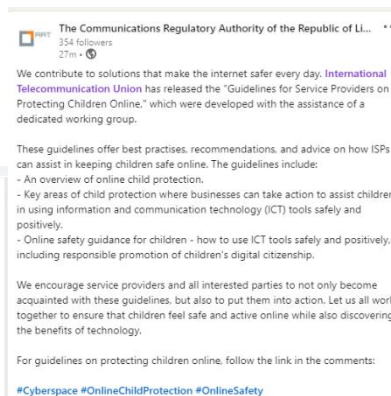 The Communications Regulatory Authority of the Republic of Li...
354 followers
27m •
We contribute to solutions that make the internet safer every day. International
Telecommunication Union has released the "Guidelines for Service Providers on
Protecting Children Online," which were developed with the assistance of a
dedicated working group.
These guidelines offer best practises, recommendations, and advice on how ISPs
can assist in keeping children safe online. The guidelines include:
- An overview of online child protection.
- Key areas of child protection where businesses can take action to assist children
in using information and communication technology (ICT) tools safely and
positively.
- Online safety guidance for children - how to use ICT tools safely and positively,
including responsible promotion of children's digital citizenship.
We encourage service providers and all interested parties to not only become
acquainted with these guidelines, but also to put them into action. Let us all work
together to ensure that children feel safe and active online while also discovering
the benefits of technology.
For guidelines on protecting children online, follow the link in the comments:
#Cyberspace #OnlineChildProtection #OnlineSafety